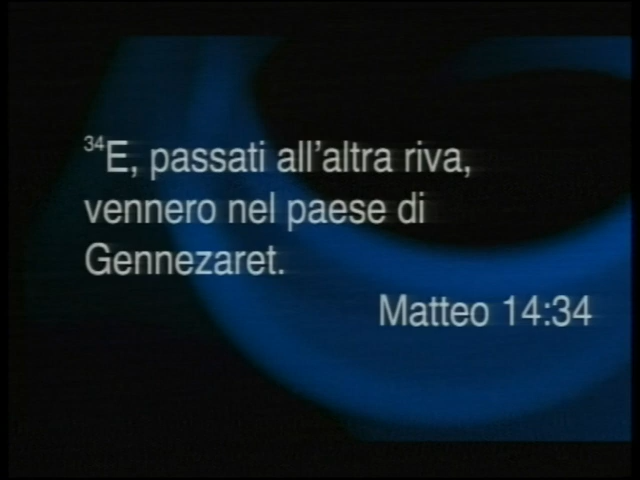 ³⁴E, passati all'altra riva,
vennero nel paese di
Gennezaret.
Matteo 14:34